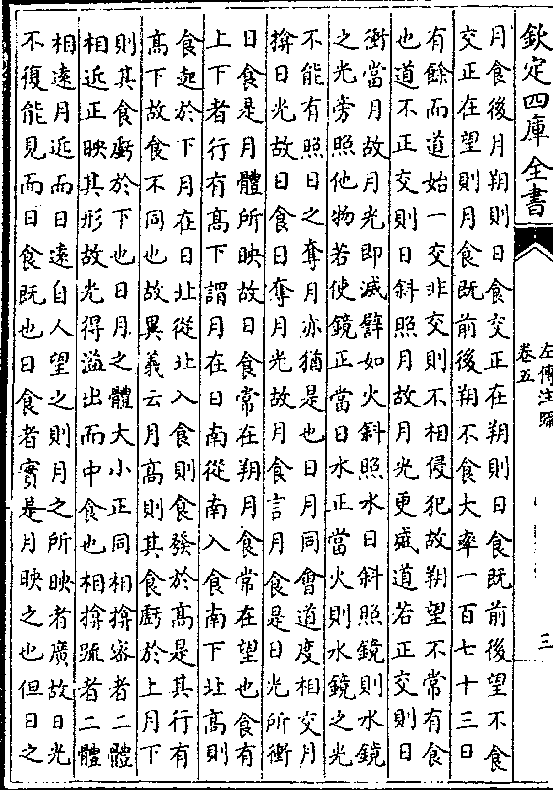 欽定四庫全書
左傳注疏
卷五
三
月食後月朔則日食交正在朔則日食既前後望不食
交正在望則月食既前後朔不食大率一百七十三日
有餘而道始一交非交則不相侵犯故朔望不常有食
也道不正交則日斜照月故月光更盛道若正交則日
衝當月故月光即滅譬如火斜照水日斜照鏡則水鏡
之光旁照他物若使鏡正當日水正當火則水鏡之光
不能有照日之奪月亦猶是也日月同會道度相交月
揜日光故日食日奪月光故月食言月食是日光所衝
日食是月體所映故日食常在朔月食常在望也食有
上下者行有髙下謂月在日南從南入食南下北髙則
食起於下月在日北從北入食則食發於髙是其行有
髙下故食不同也故異義云月髙則其食虧於上月下
則其食虧於下也日月之體大小正同相揜宻者二體
相近正映其形故光得溢出而中食也相揜疏者二體
相逺月近而日逺自人望之則月之所映者廣故日光
不復能見而日食既也日食者實是月映之也但日之